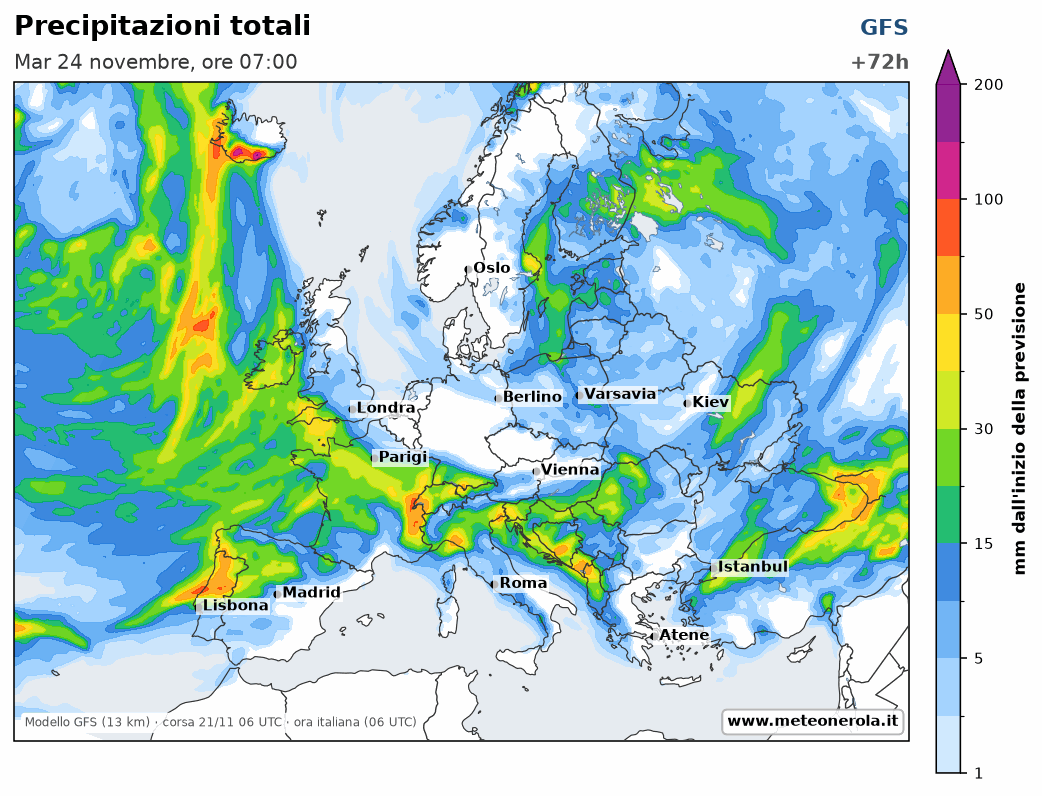 Precipitazioni totali
GFS
Mar 24 novembre, ore 07:00
+72h
200
100
50
30
15
5
1
mm dall'inizio della previsione
Oslo
Berlino
Varsavia
Kiev
Londra
Parigi
Vienna
Istanbul
Roma
Madrid
Lisbona
Atene
Modello GFS (13 km) · corsa 21/11 06 UTC · ora italiana (06 UTC)
www.meteonerola.it